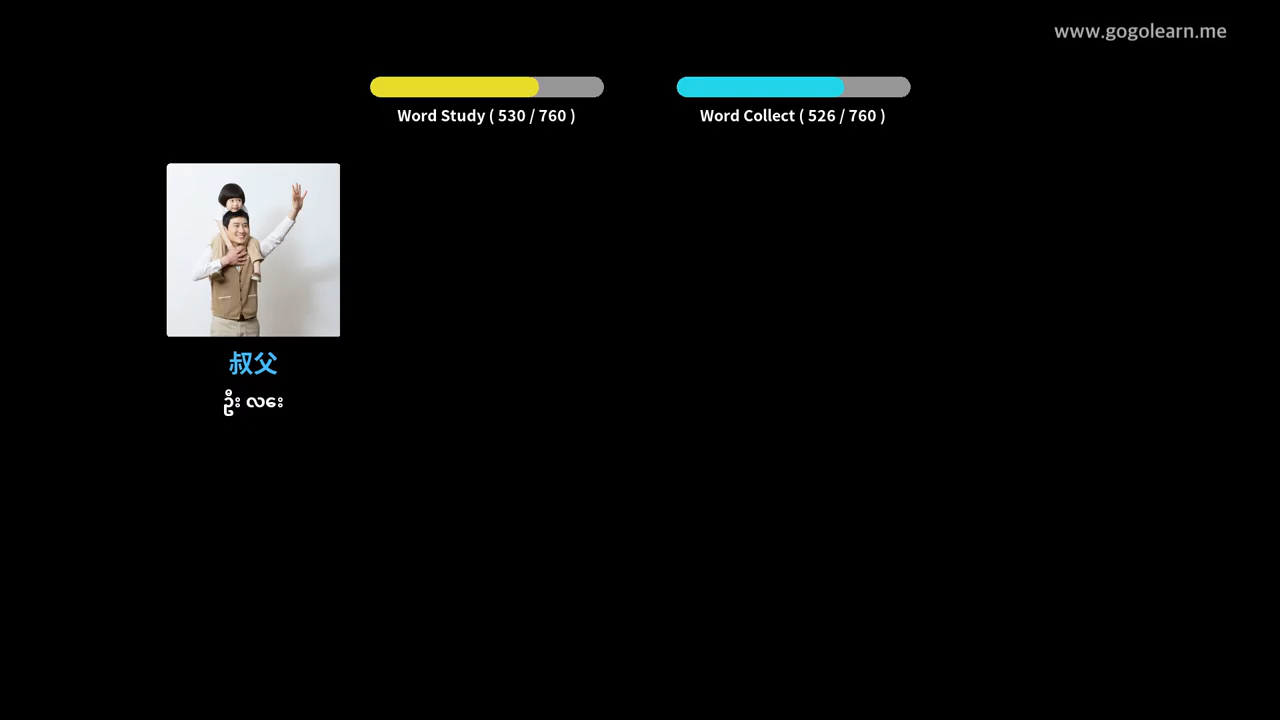 www.gogolearn.me
Word Study ( 530 / 760 )
Word Collect ( 526 / 760 )
叔父
ဦး လေး